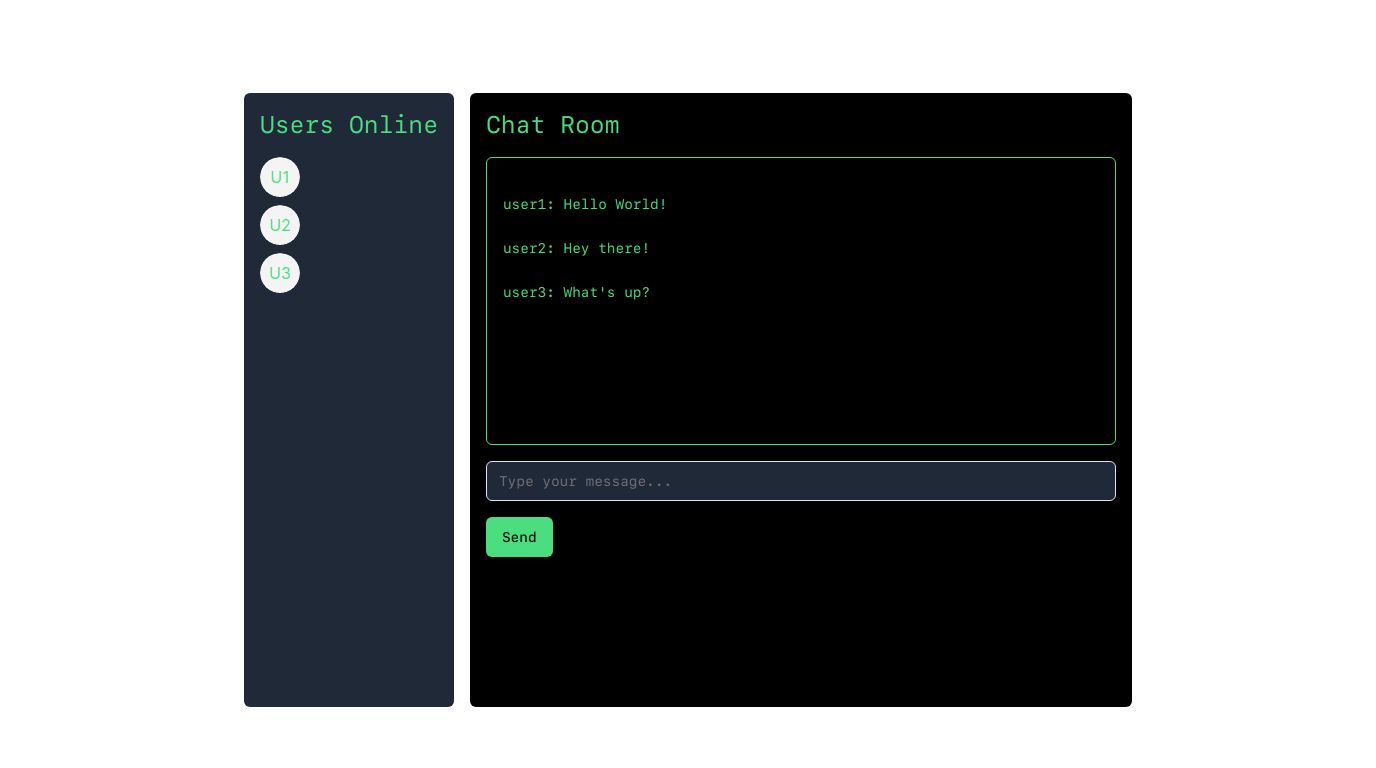 Users Online
U1
U2
U3
Chat Room
user1: Hello World!
user2: Hey there!
user3: What's up?
Type your message...
Send